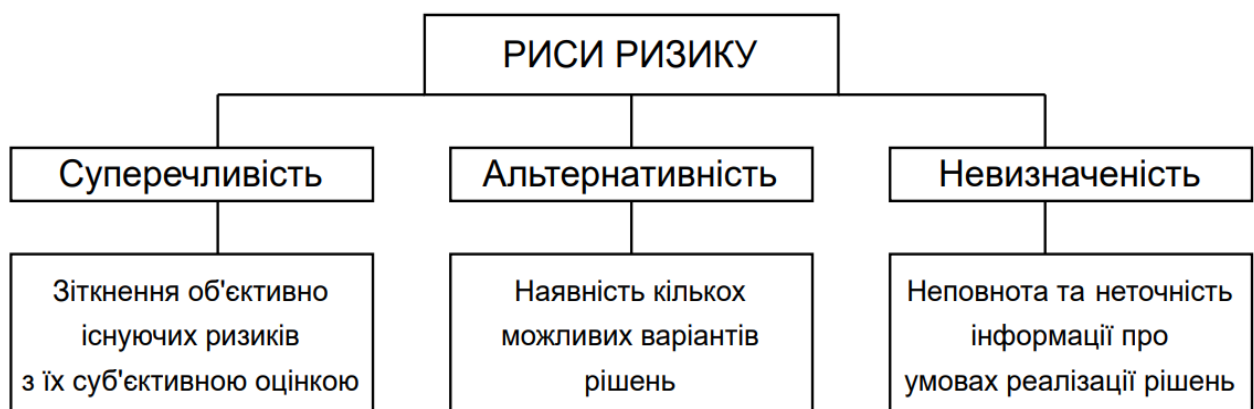 РИСИ РИЗИКУ
Суперечливість
Альтернативність
Невизначеність
Зіткнення об'єктивно
існуючих ризиків
з їх суб'єктивною оцінкою
Наявність кількох
можливих варіантів
рішень
Неповнота та неточність
інформації про
умовах реалізації рішень